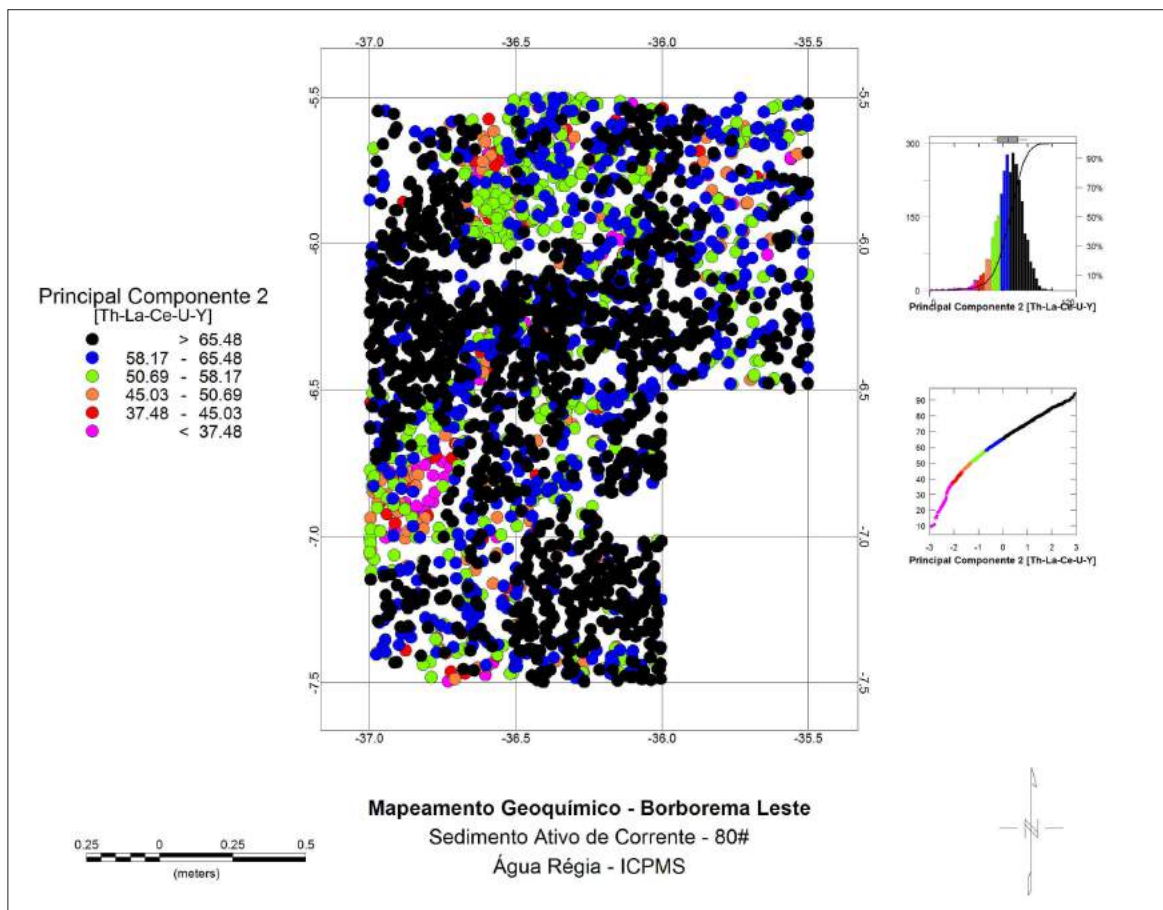 -37.0 -36.5 -36.0 -35.5
-5.5 -5.5
-6.0 -6.0
-6.5 -6.5
-7.0 -7.0
-7.5 -7.5
-37.0 -36.5 -36.0 -35.5
Principal Componente 2
[Th-La-Ce-U-Y]
> 65.48
58.17 - 65.48
50.69 - 58.17
45.03 - 50.69
37.48 - 45.03
< 37.48
300
150
0
90%
70%
50%
30%
10%
Principal Componente 2 [Th-La-Ce-U-Y]
90
80
70
60
50
40
30
20
10
-3 -2 -1 0 1 2 3
Principal Componente 2 [Th-La-Ce-U-Y]
Mapeamento Geoquímico - Borborema Leste
Sedimento Ativo de Corrente - 80#
Água Régia - ICPMS
0.25 0 0.25 0.5
(meters)
N